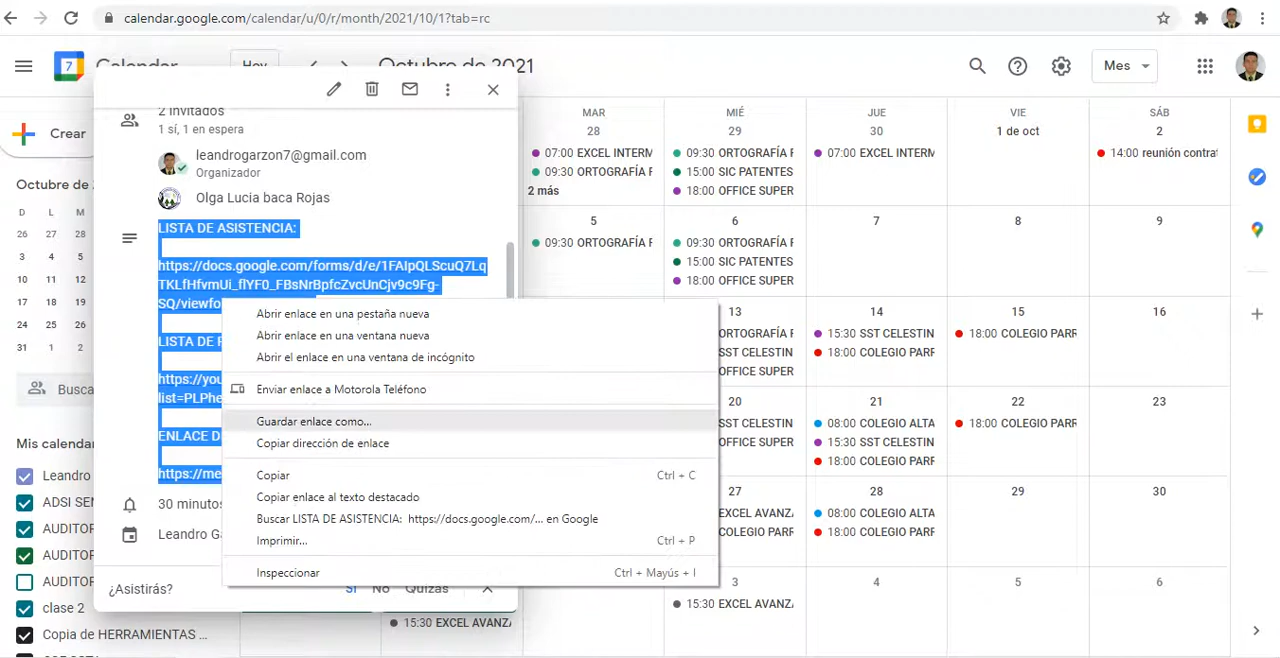 calendar.google.com/calendar/u/0/r/month/2021/10/1?tab=rc
7
Calendar
Hoy
Octubre de 2021
Mes
Crear
Octubre de
D L M
26 27 28
3 4 5
10 11 12
17 18 19
24 25 26
31 1 2
Busca
Mis calendar
Leandro
ADSI SEN
AUDITOR
AUDITOR
AUDITOR
clase 2
Copia de HERRAMIENTAS ...
2 invitados
1 sí, 1 en espera
leandrogarzon7@gmail.com
Organizador
Olga Lucía baca Rojas
LISTA DE ASISTENCIA:
https://docs.google.com/forms/d/e/1FAIpQLScuQ7Lq
TKLfHfvmUi_flYF0_FBsNrBpfcZvcUnCjv9c9Fg-
SQ/viewfo
LISTA DE
https://you
list=PLPhe
ENLACE D
https://me
30 minutos
Leandro Ga
¿Asistirás?
Sí No Quizás
Abrir enlace en una pestaña nueva
Abrir enlace en una ventana nueva
Abrir el enlace en una ventana de incógnito
Enviar enlace a Motorola Teléfono
Guardar enlace como...
Copiar dirección de enlace
Copiar Ctrl + C
Copiar enlace al texto destacado
Buscar LISTA DE ASISTENCIA: https://docs.google.com/... en Google
Imprimir... Ctrl + P
Inspeccionar Ctrl + Mayús + I
MAR MIÉ JUE VIE SÁB
28 29 30 1 de oct 2
07:00 EXCEL INTERM 09:30 ORTOGRAFÍA 07:00 EXCEL INTERM 14:00 reunión contrat
09:30 ORTOGRAFÍA 15:00 SIC PATENTES
2 más 18:00 OFFICE SUPER
5 6 7 8 9
09:30 ORTOGRAFÍA 09:30 ORTOGRAFÍA
15:00 SIC PATENTES
18:00 OFFICE SUPER
13 14 15 16
ORTOGRAFÍA 15:30 SST CELESTIN 18:00 COLEGIO PARR
SST CELESTIN 18:00 COLEGIO PARR
OFFICE SUPER
20 21 22 23
SST CELESTIN 08:00 COLEGIO ALTA 18:00 COLEGIO PARR
OFFICE SUPER 15:30 SST CELESTIN
18:00 COLEGIO PARR
27 28 29 30
EXCEL AVANZ 08:00 COLEGIO ALTA
COLEGIO PARR 18:00 COLEGIO PARR
3 4 5 6
15:30 EXCEL AVANZ
15:30 EXCEL AVANZ